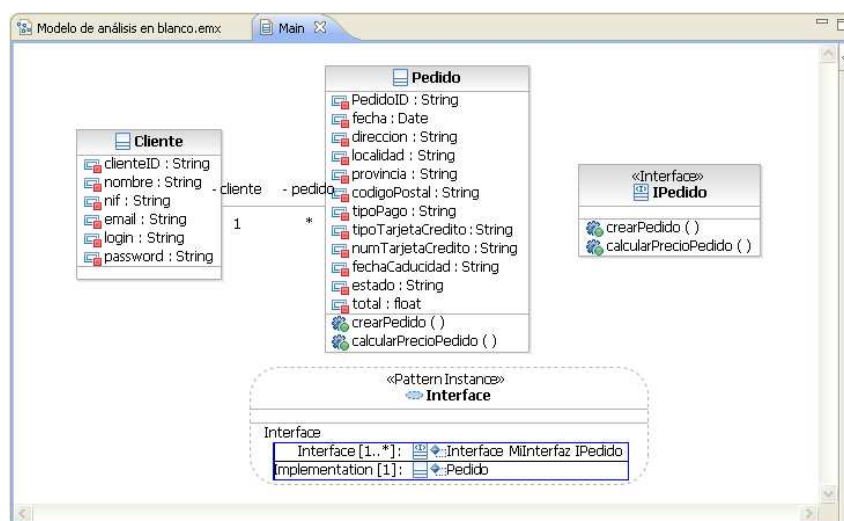 Modelo de análisis en blanco.emx
Main
Pedido
PedidoID : String
fecha : Date
direccion : String
localidad : String
provincia : String
codigoPostal : String
tipoPago : String
tipoTarjetaCredito : String
numTarjetaCredito : String
fechaCaducidad : String
estado : String
total : float
crearPedido ( )
calcularPrecioPedido ( )
Cliente
clienteID : String
nombre : String
nif : String
email : String
login : String
password : String
- cliente
- pedido
1
*
«Interface»
IPedido
crearPedido ( )
calcularPrecioPedido ( )
«Pattern Instance»
Interface
Interface
Interface [1..*]: Interface MiInterfaz IPedido
Implementation [1]: Pedido